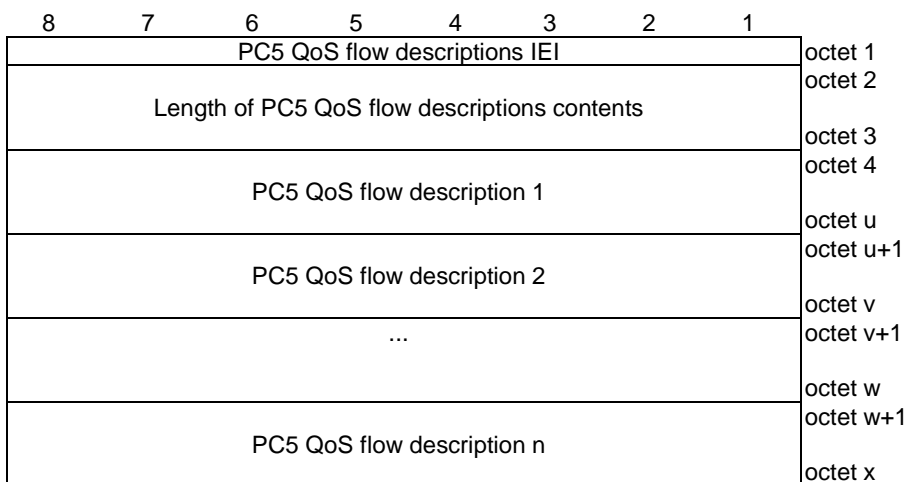 8 7 6 5 4 3 2 1
PC5 QoS flow descriptions IEI octet 1
octet 2
Length of PC5 QoS flow descriptions contents
octet 3
octet 4
PC5 QoS flow description 1
octet u
octet u+1
PC5 QoS flow description 2
octet v
... octet v+1
octet w
octet w+1
PC5 QoS flow description n
octet x